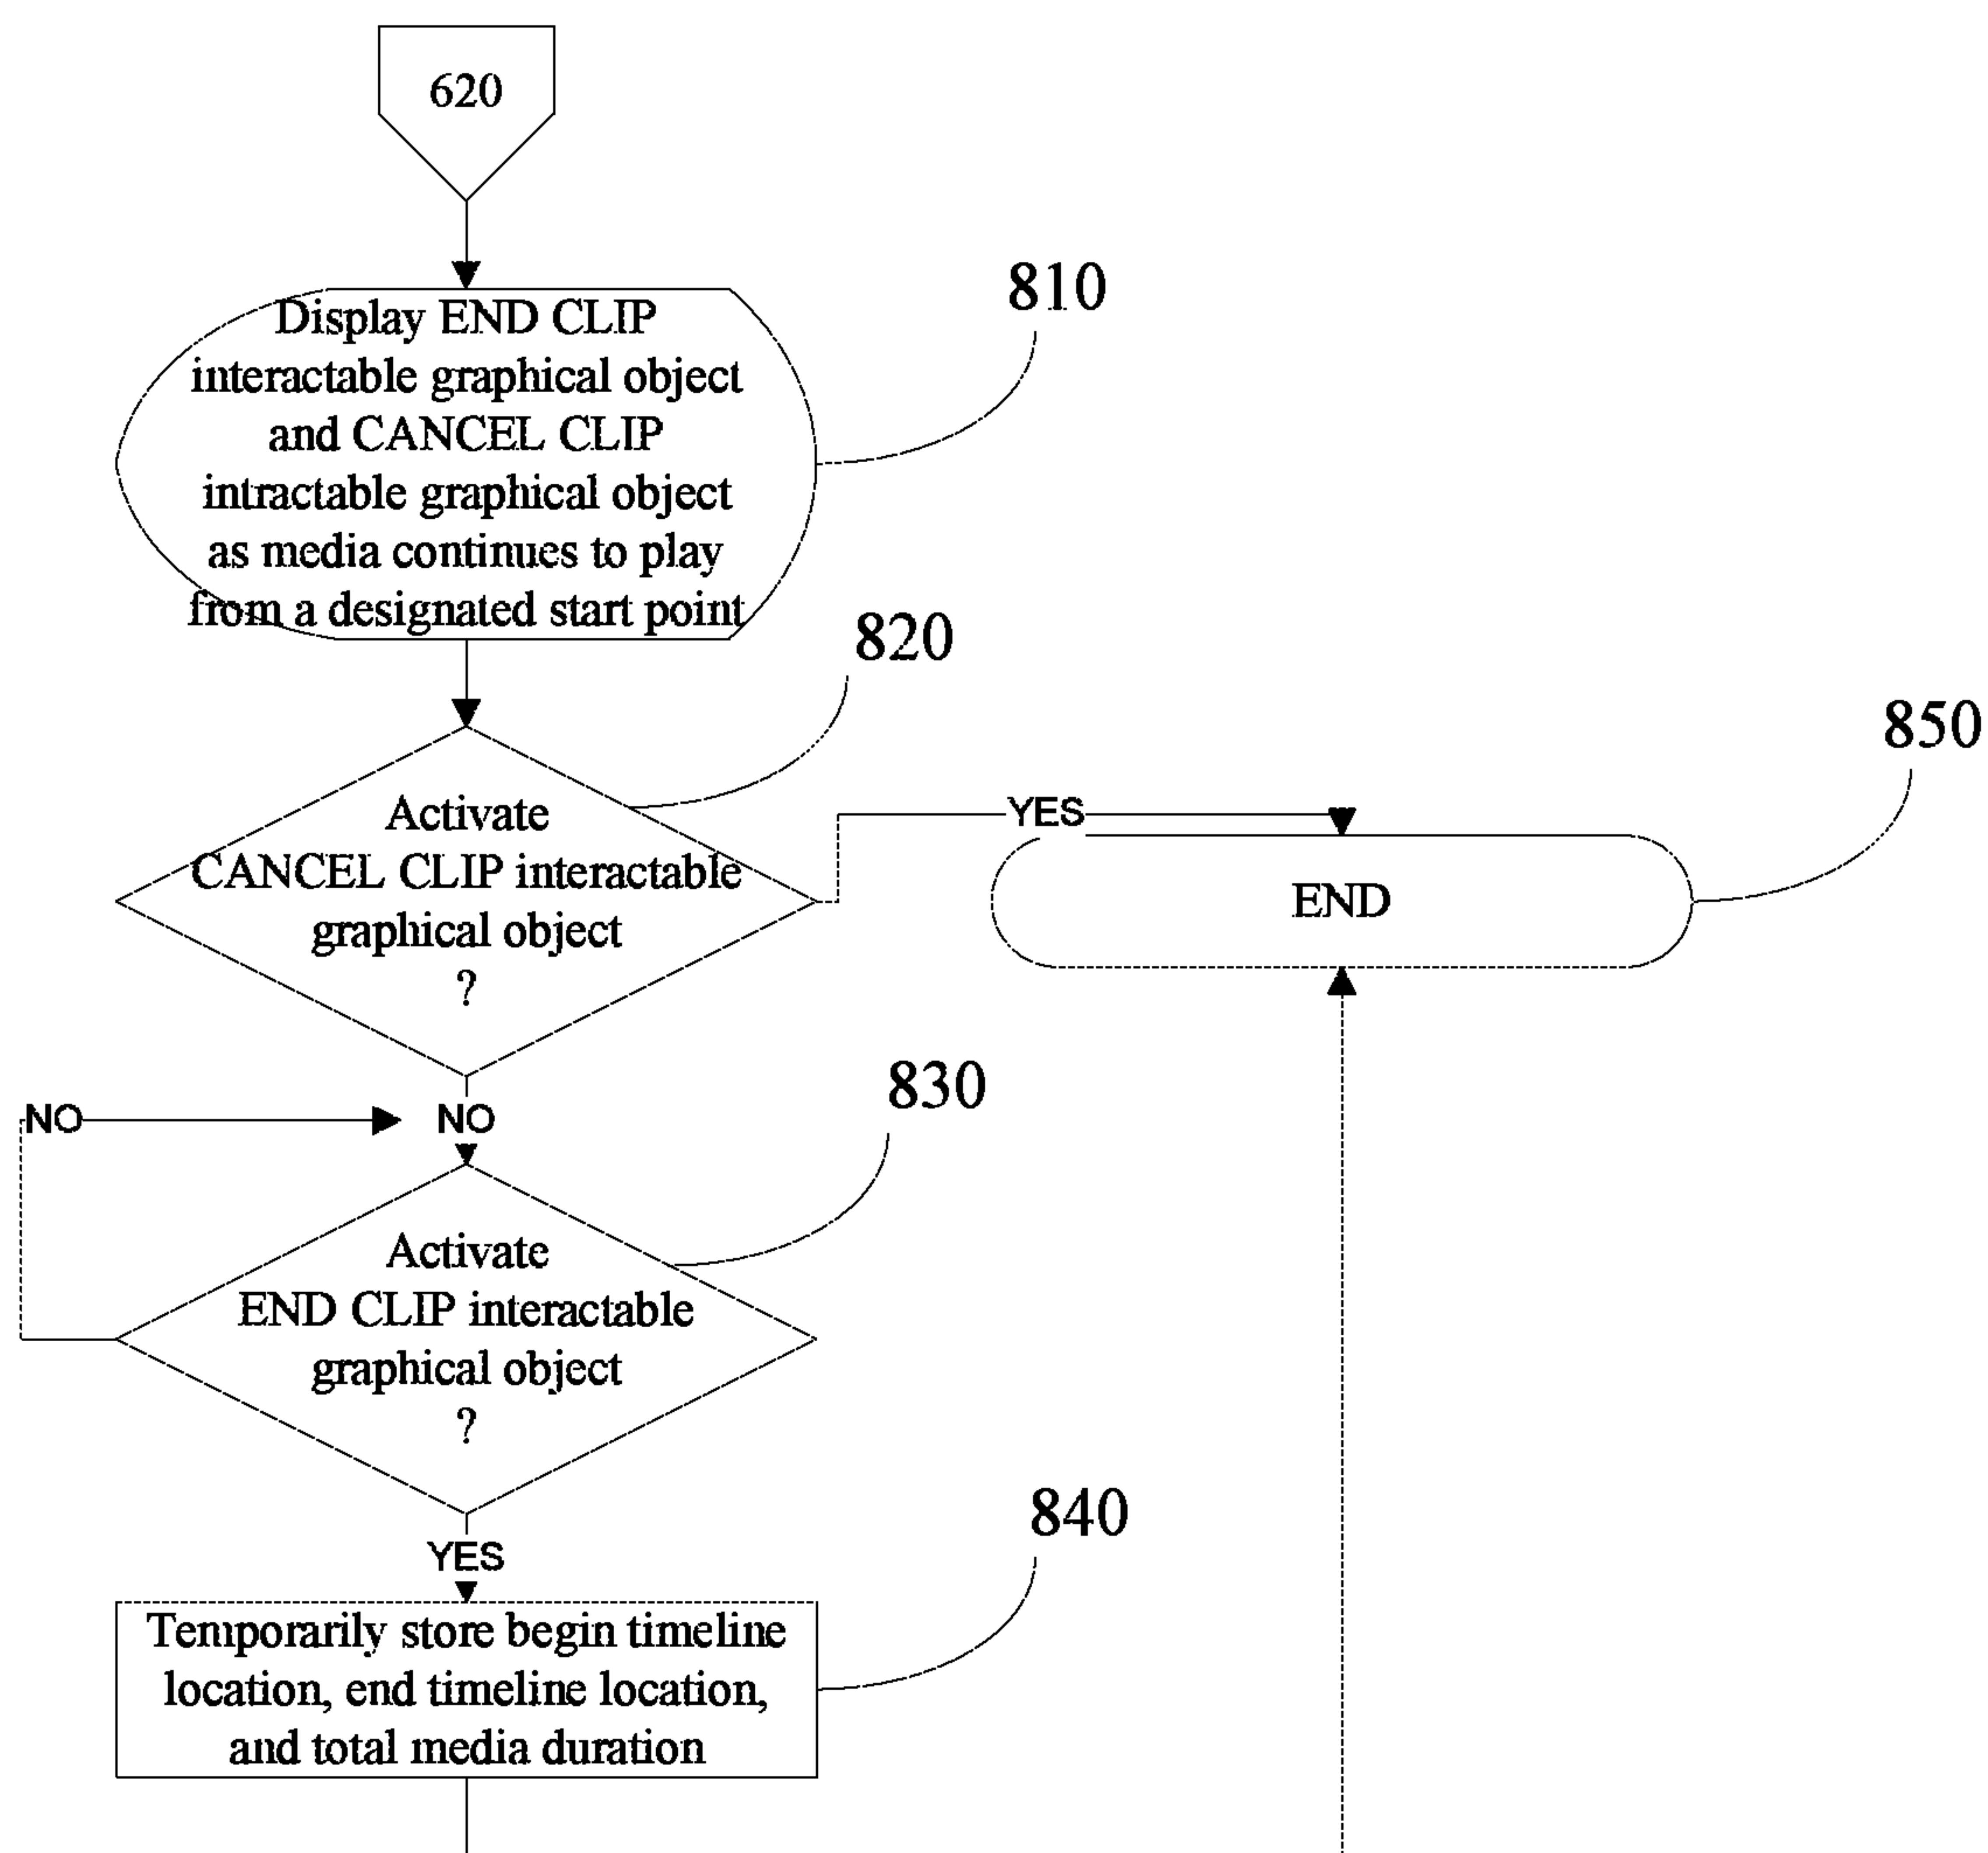 620
810
Display END CLIP
interactable graphical object
and CANCEL CLIP
intractable graphical object
as media continues to play
from a designated start point
820
850
Activate
CANCEL CLIP interactable
graphical object
?
YES
END
830
NO
NO
Activate
END CLIP interactable
graphical object
?
840
YES
Temporarily store begin timeline
location, end timeline location,
and total media duration